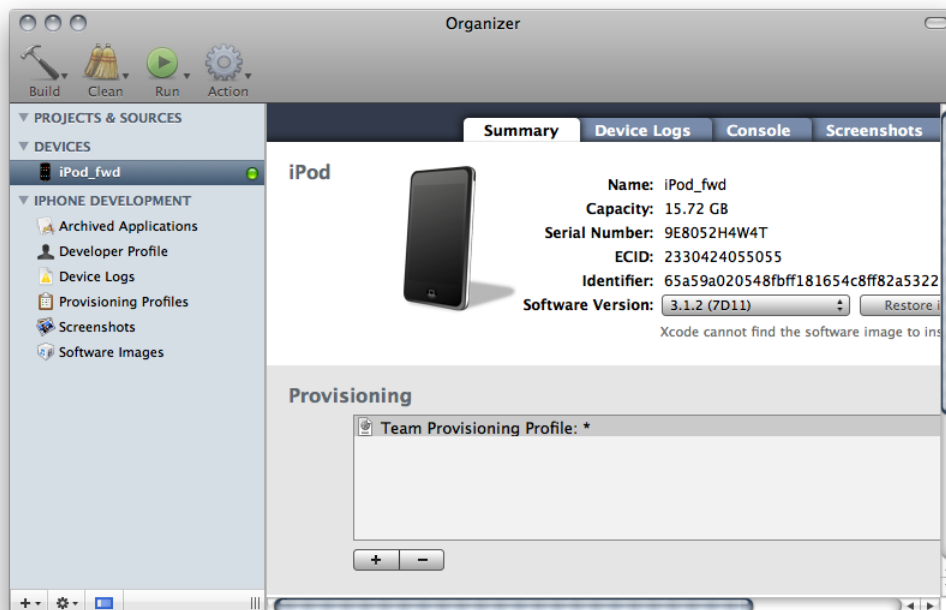 Organizer
Build Clean Run Action
PROJECTS & SOURCES
DEVICES
iPod_fwd
IPHONE DEVELOPMENT
Archived Applications
Developer Profile
Device Logs
Provisioning Profiles
Screenshots
Software Images
Summary Device Logs Console Screenshots
iPod
Name: iPod_fwd
Capacity: 15.72 GB
Serial Number: 9E8052H4W4T
ECID: 2330424055055
Identifier: 65a59a020548fbff181654c8ff82a5322
Software Version: 3.1.2 (7D11) Restore i
Xcode cannot find the software image to ins
Provisioning
Team Provisioning Profile: *